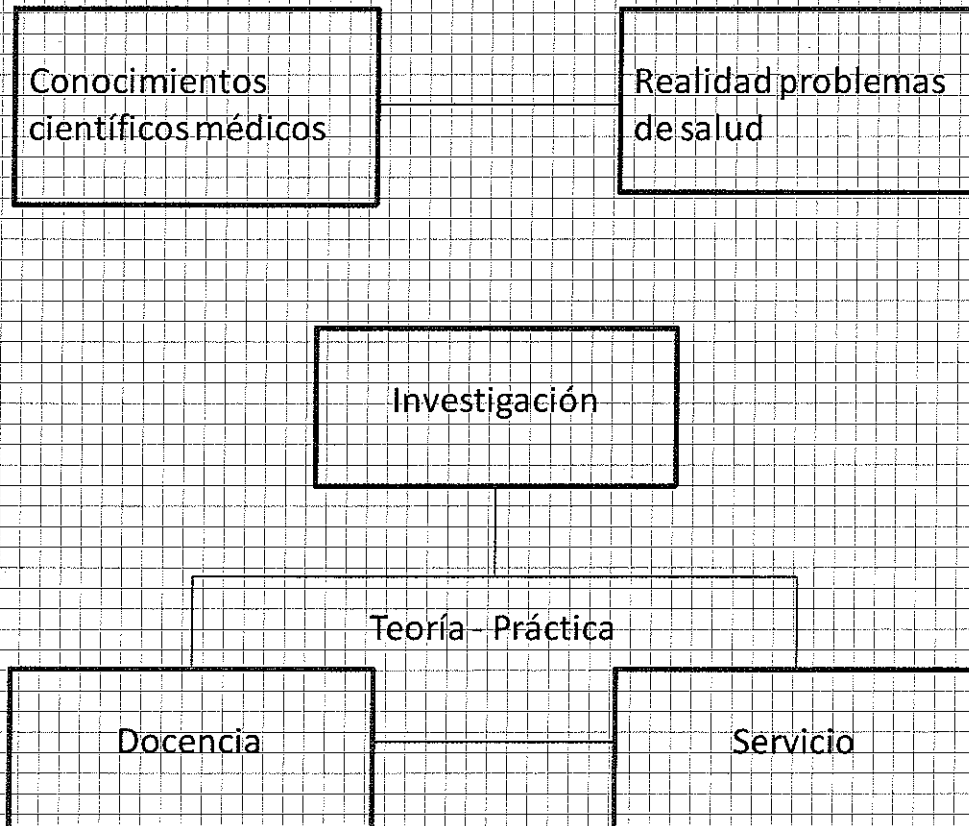 Conocimientos
científicos médicos
Realidad problemas
de salud
Investigación
Teoría - Práctica
Docencia
Servicio